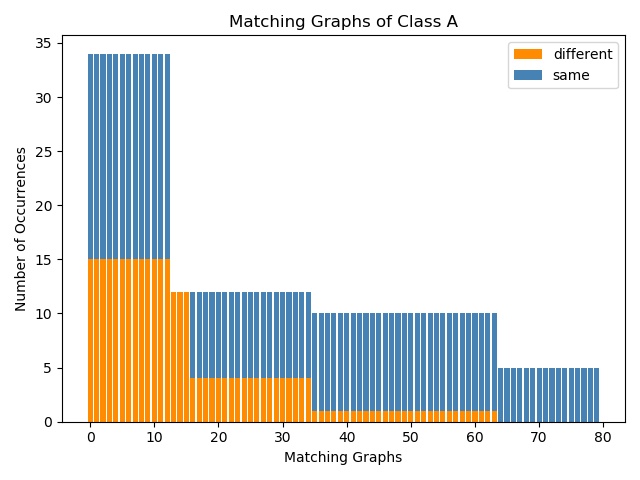 Matching Graphs of Class A
different
same
Number of Occurrences
35
30
25
20
15
10
5
0
0 10 20 30 40 50 60 70 80
Matching Graphs